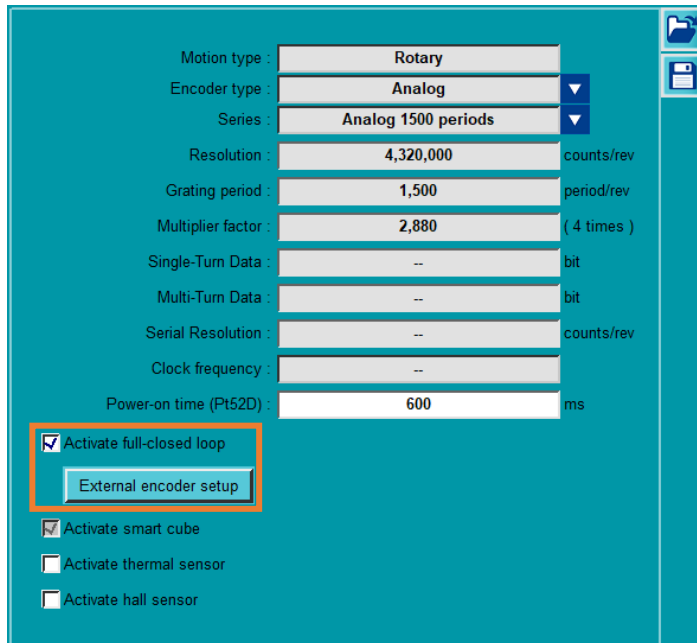 Motion type : Rotary
Encoder type : Analog
Series : Analog 1500 periods
Resolution : 4,320,000 counts/rev
Grating period : 1,500 period/rev
Multiplier factor : 2,880 ( 4 times )
Single-Turn Data : -- bit
Multi-Turn Data : -- bit
Serial Resolution : -- counts/rev
Clock frequency : --
Power-on time (Pt52D) : 600 ms
Activate full-closed loop
External encoder setup
Activate smart cube
Activate thermal sensor
Activate hall sensor